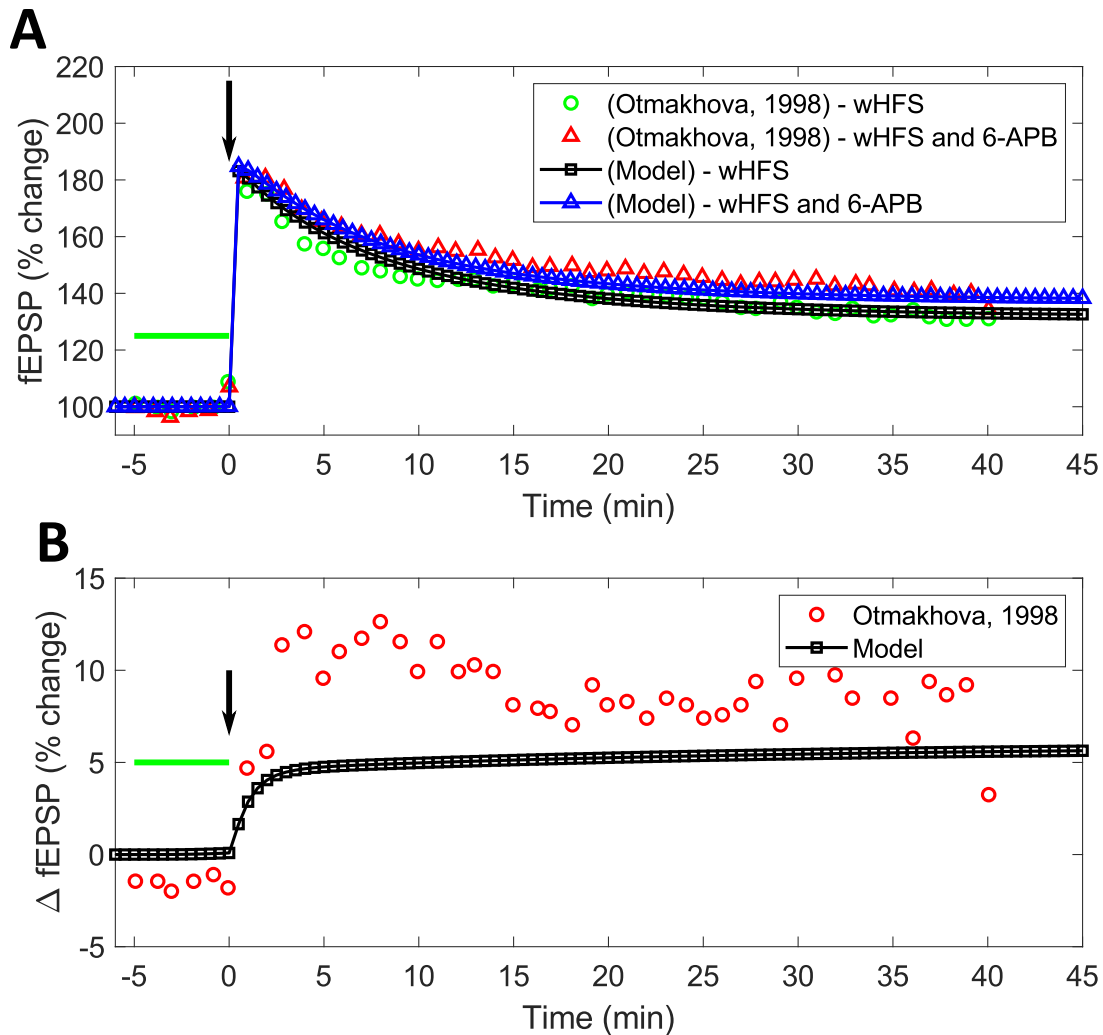 A
fEPSP (% change)
220
200
180
160
140
120
100
(Otmakhova, 1998) - wHFS
(Otmakhova, 1998) - wHFS and 6-APB
(Model) - wHFS
(Model) - wHFS and 6-APB
-5 0 5 10 15 20 25 30 35 40 45
Time (min)
B
Δ fEPSP (% change)
15
10
5
0
-5
Otmakhova, 1998
Model
-5 0 5 10 15 20 25 30 35 40 45
Time (min)